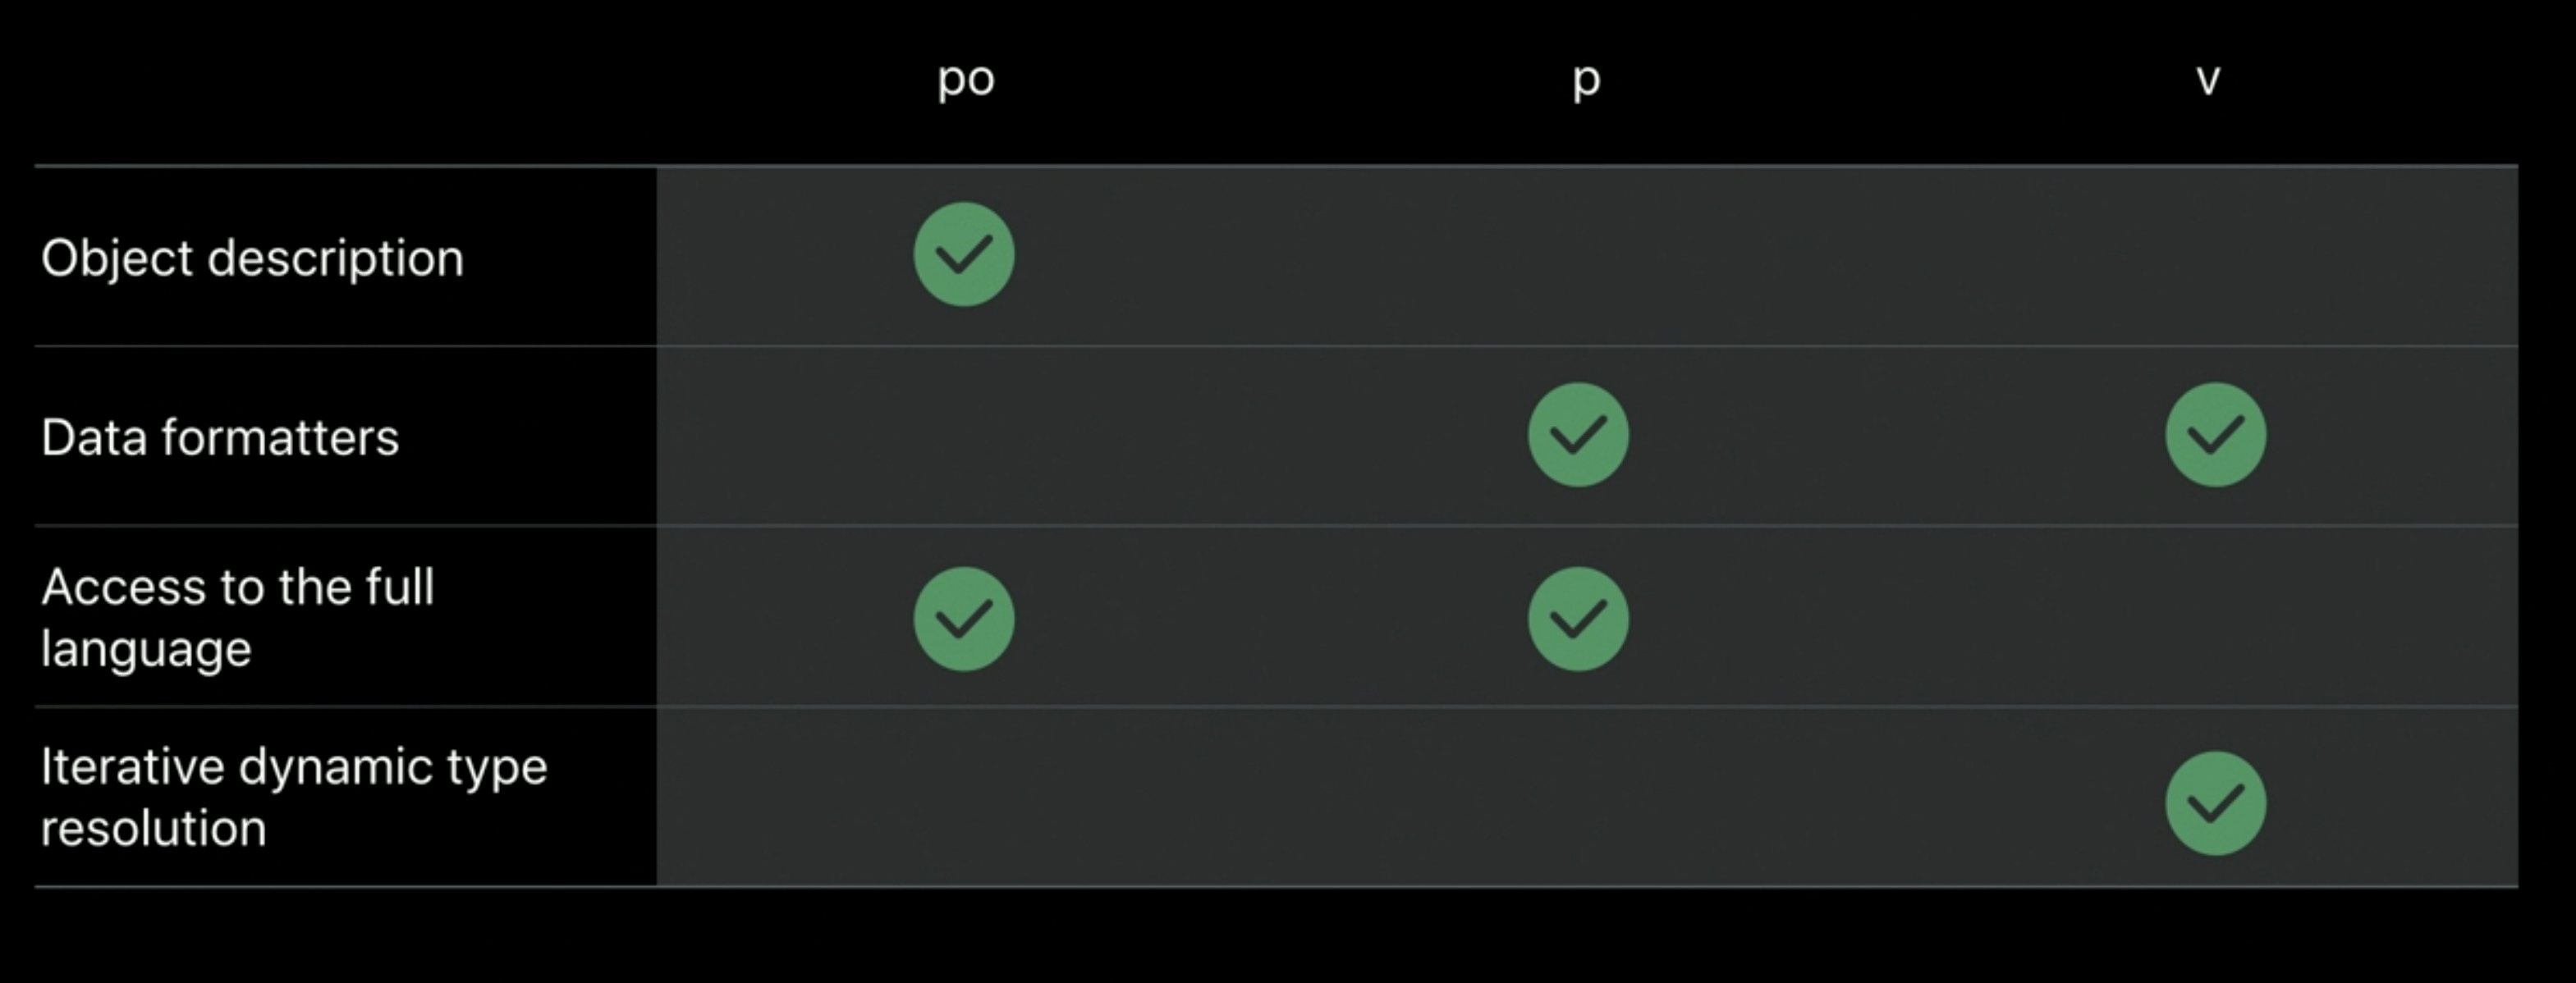 po p v
Object description
Data formatters
Access to the full
language
Iterative dynamic type
resolution